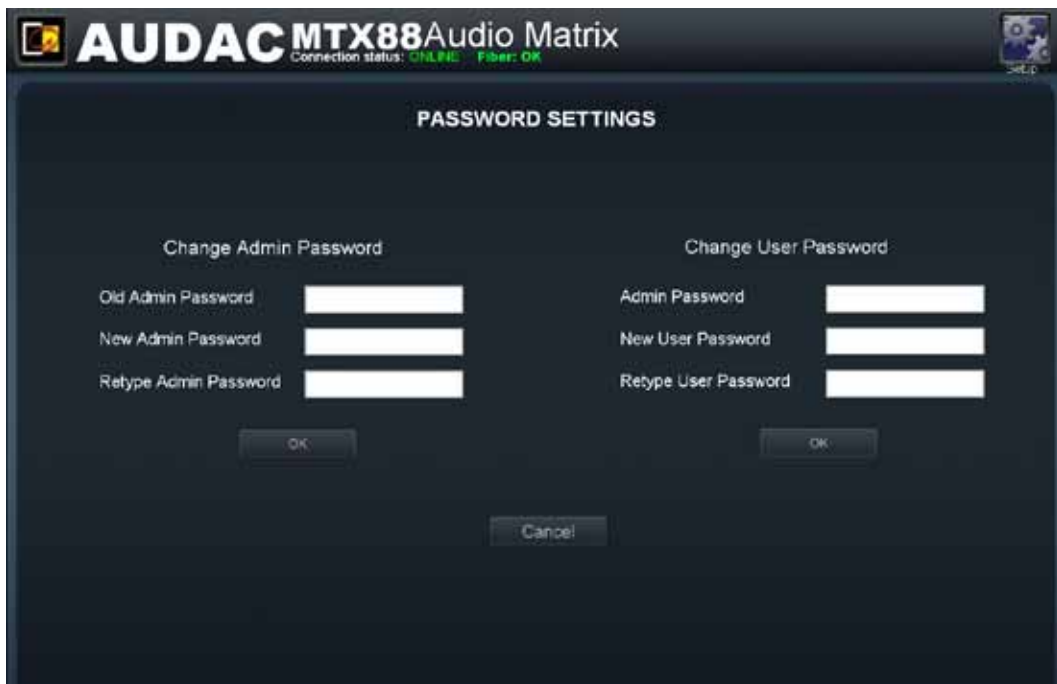 AUDAC MTX88 Audio Matrix
Connection status: ONLINE Fiber: OK
Setup
PASSWORD SETTINGS
Change Admin Password
Old Admin Password
New Admin Password
Retype Admin Password
OK
Change User Password
Admin Password
New User Password
Retype User Password
OK
Cancel